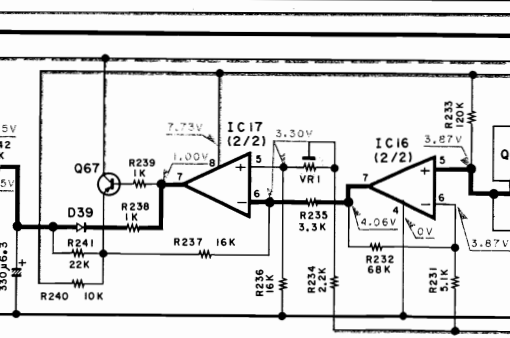 5V
42
K
5V
330µ6.3
+
Q67
D39
R241
22K
R240 10K
R239
1K
R238
1K
R237 16K
7.73V
1.00V
8
7
IC17
(2/2)
+ 5
- 6
3.30V
VR1
R235
3.3K
R236
16K
R234
2.2K
IC16
(2/2)
7
4
+ 5
- 6
4.06V
0V
R232
68K
R231
5.1K
R233
120K
3.87V
3.87V
Q